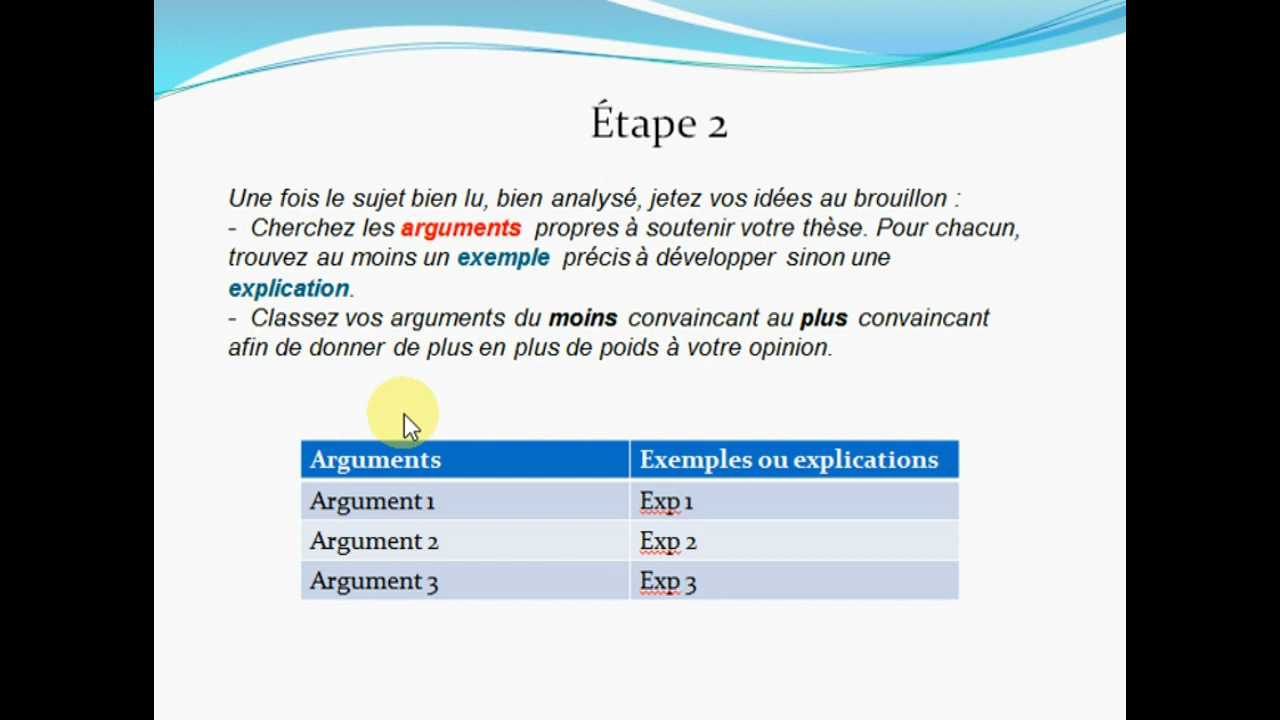 Étape 2
Une fois le sujet bien lu, bien analysé, jetez vos idées au brouillon :
- Cherchez les arguments propres à soutenir votre thèse. Pour chacun,
trouvez au moins un exemple précis à développer sinon une
explication.
- Classez vos arguments du moins convaincant au plus convaincant
afin de donner de plus en plus de poids à votre opinion.
Arguments Exemples ou explications
Argument 1 Exp 1
Argument 2 Exp 2
Argument 3 Exp 3